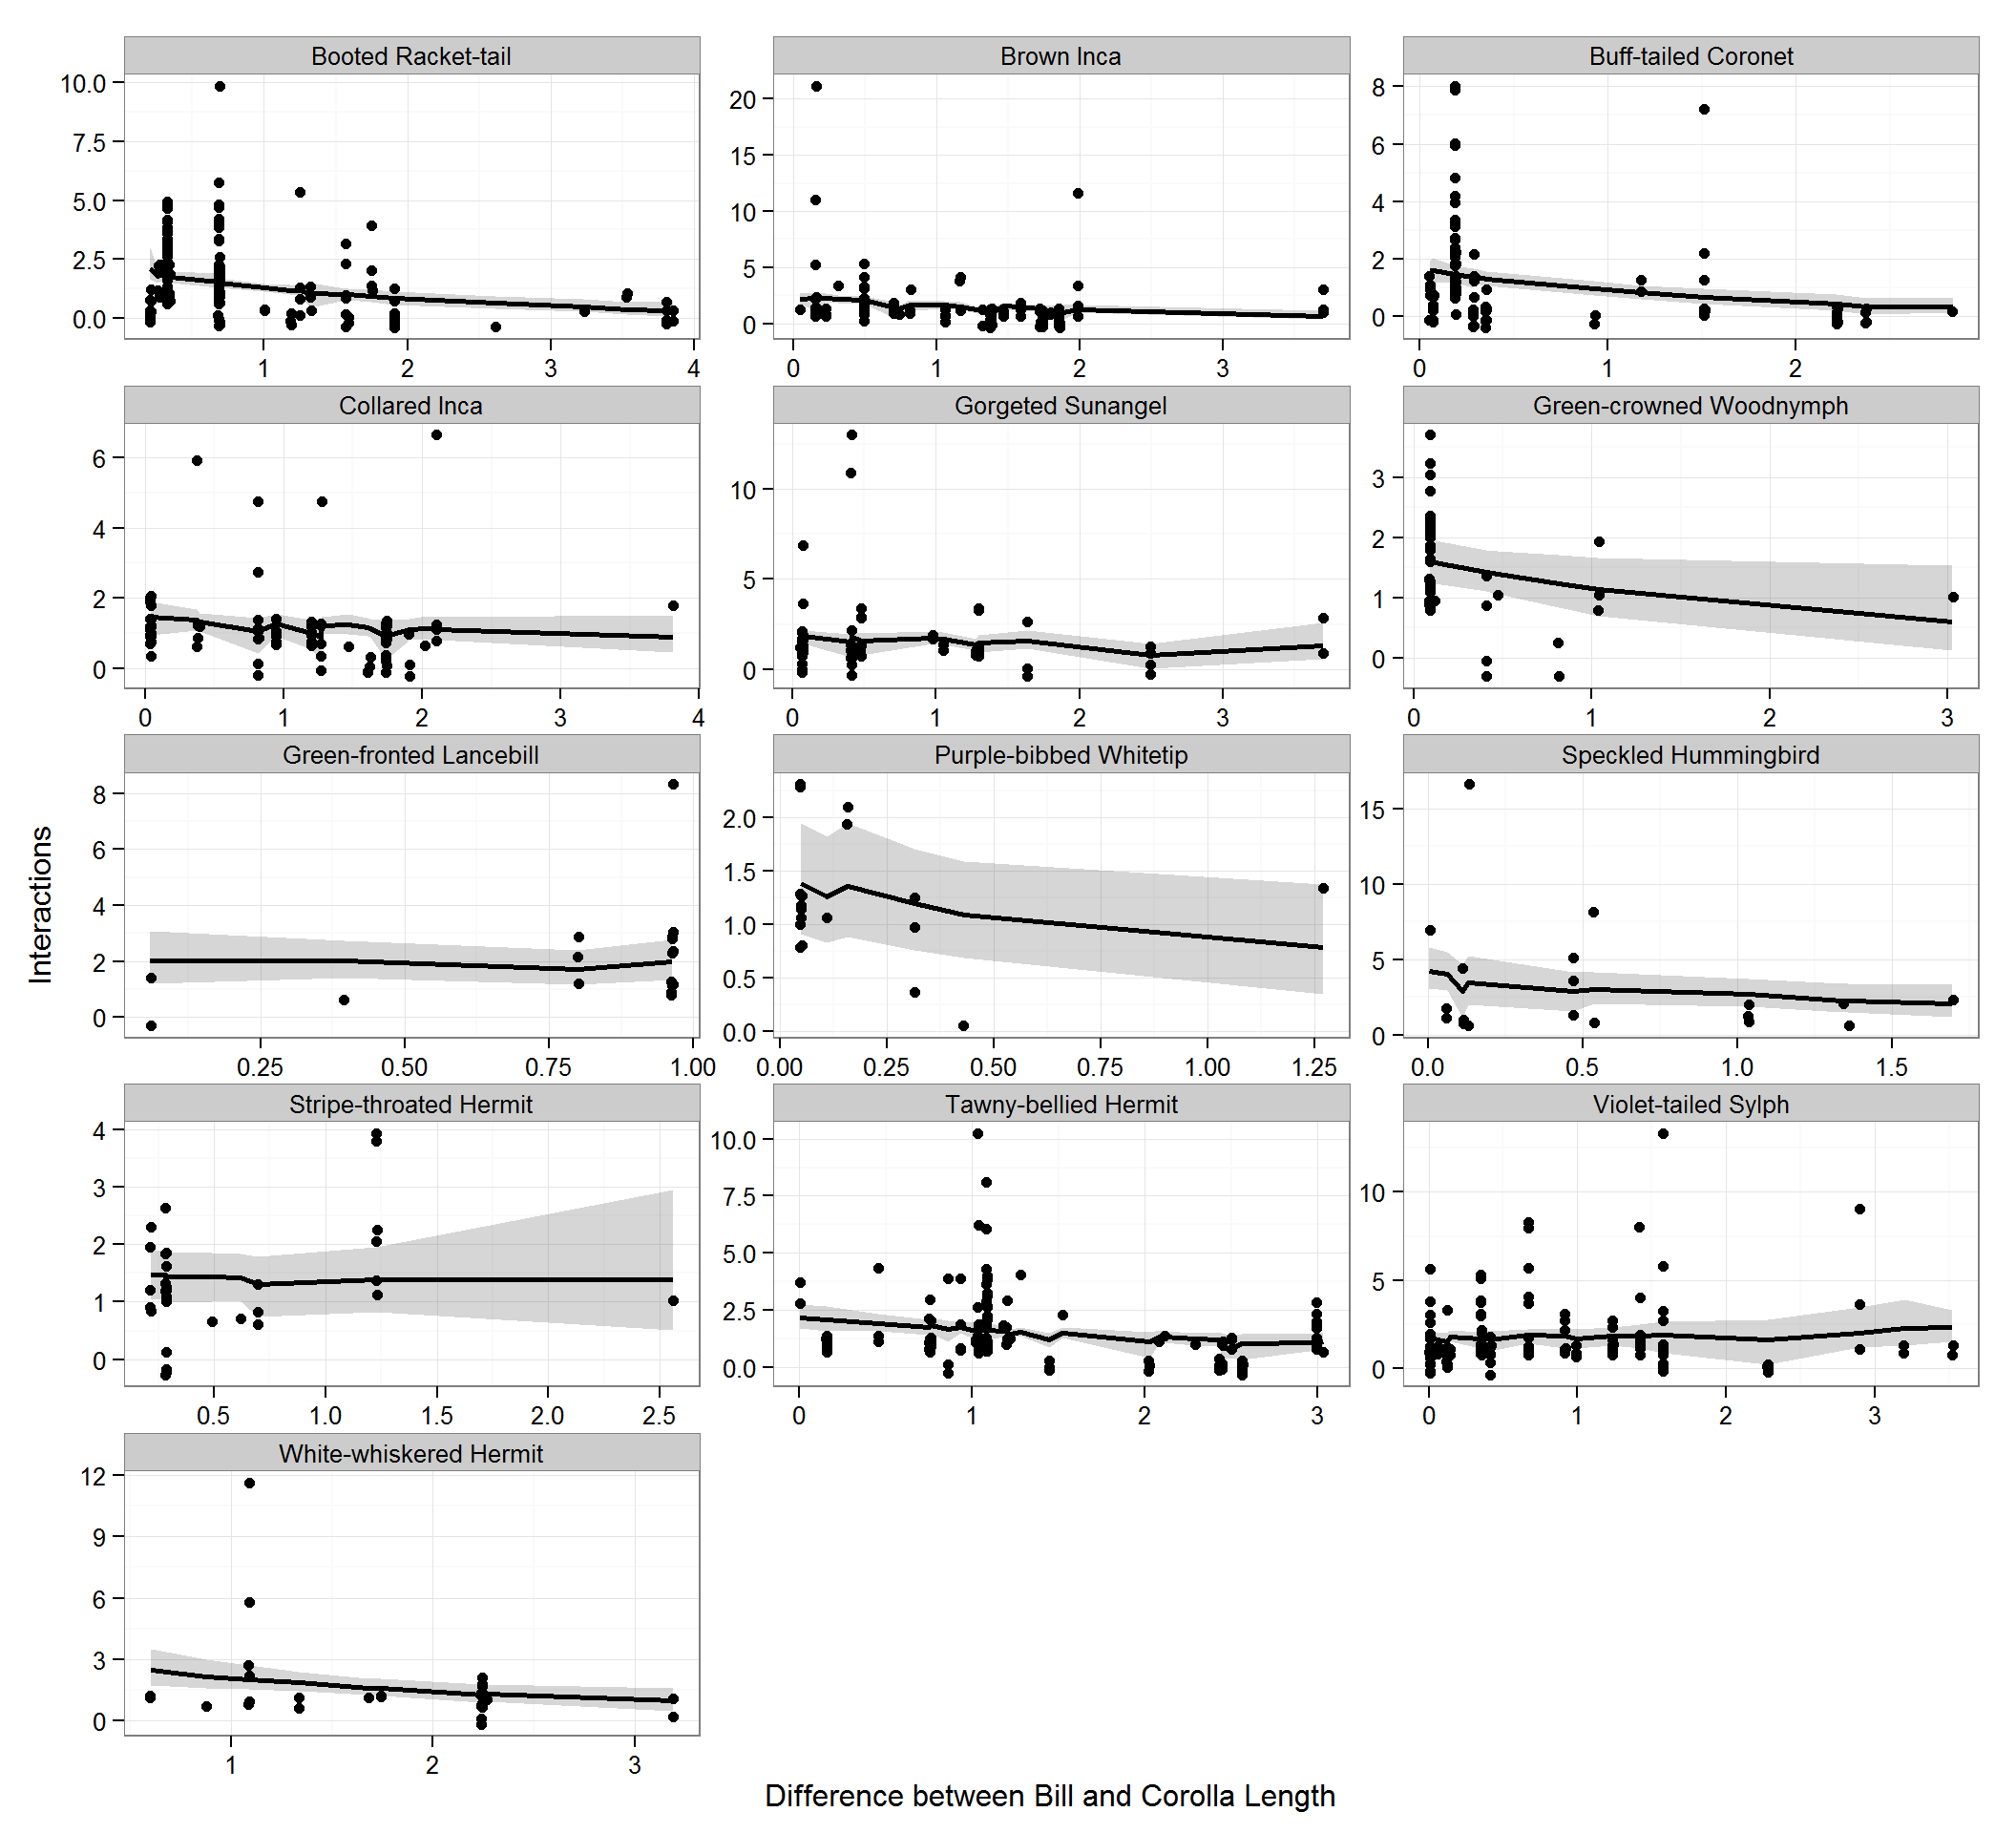 Booted Racket-tail
Brown Inca
Buff-tailed Coronet
10.0
7.5
5.0
2.5
0.0
20
15
10
5
0
8
6
4
2
0
1 2 3 4
0 1 2 3
0 1 2
Collared Inca
Gorgeted Sunangel
Green-crowned Woodnymph
6
4
2
0
10
5
0
3
2
1
0
0 1 2 3 4
0 1 2 3
0 1 2 3
Green-fronted Lancebill
Purple-bibbed Whitetip
Speckled Hummingbird
8
6
4
2
0
2.0
1.5
1.0
0.5
0.0
15
10
5
0
0.25 0.50 0.75 1.00
0.00 0.25 0.50 0.75 1.00 1.25
0.0 0.5 1.0 1.5
Stripe-throated Hermit
Tawny-bellied Hermit
Violet-tailed Sylph
4
3
2
1
0
10.0
7.5
5.0
2.5
0.0
10
5
0
0.5 1.0 1.5 2.0 2.5
0 1 2 3
0 1 2 3
White-whiskered Hermit
12
9
6
3
0
1 2 3
Interactions
Difference between Bill and Corolla Length